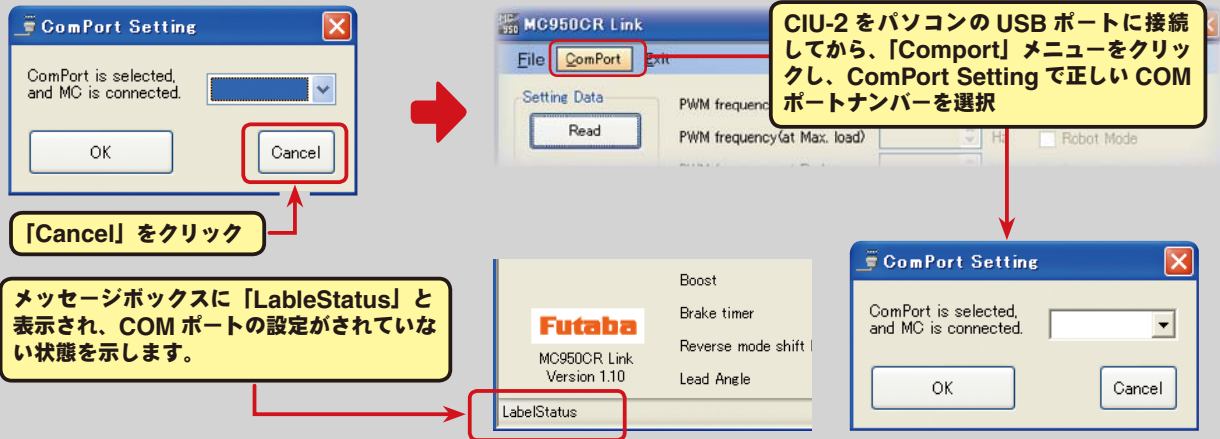 ComPort Setting
ComPort is selected,
and MC is connected.
OK
Cancel
「Cancel」をクリック
MC950CR Link
File ComPort Exit
Setting Data
Read
PWM frequenc
PWM frequency(at Max. load)
Robot Mode
CIU-2 をパソコンの USB ポートに接続
してから、「Comport」メニューをクリッ
クし、ComPort Setting で正しい COM
ポートナンバーを選択
メッセージボックスに「LableStatus」と
表示され、COM ポートの設定がされていな
い状態を示します。
Boost
Brake timer
Reverse mode shift
Lead Angle
Futaba
MC950CR Link
Version 1.10
LabelStatus
ComPort Setting
ComPort is selected,
and MC is connected.
OK
Cancel